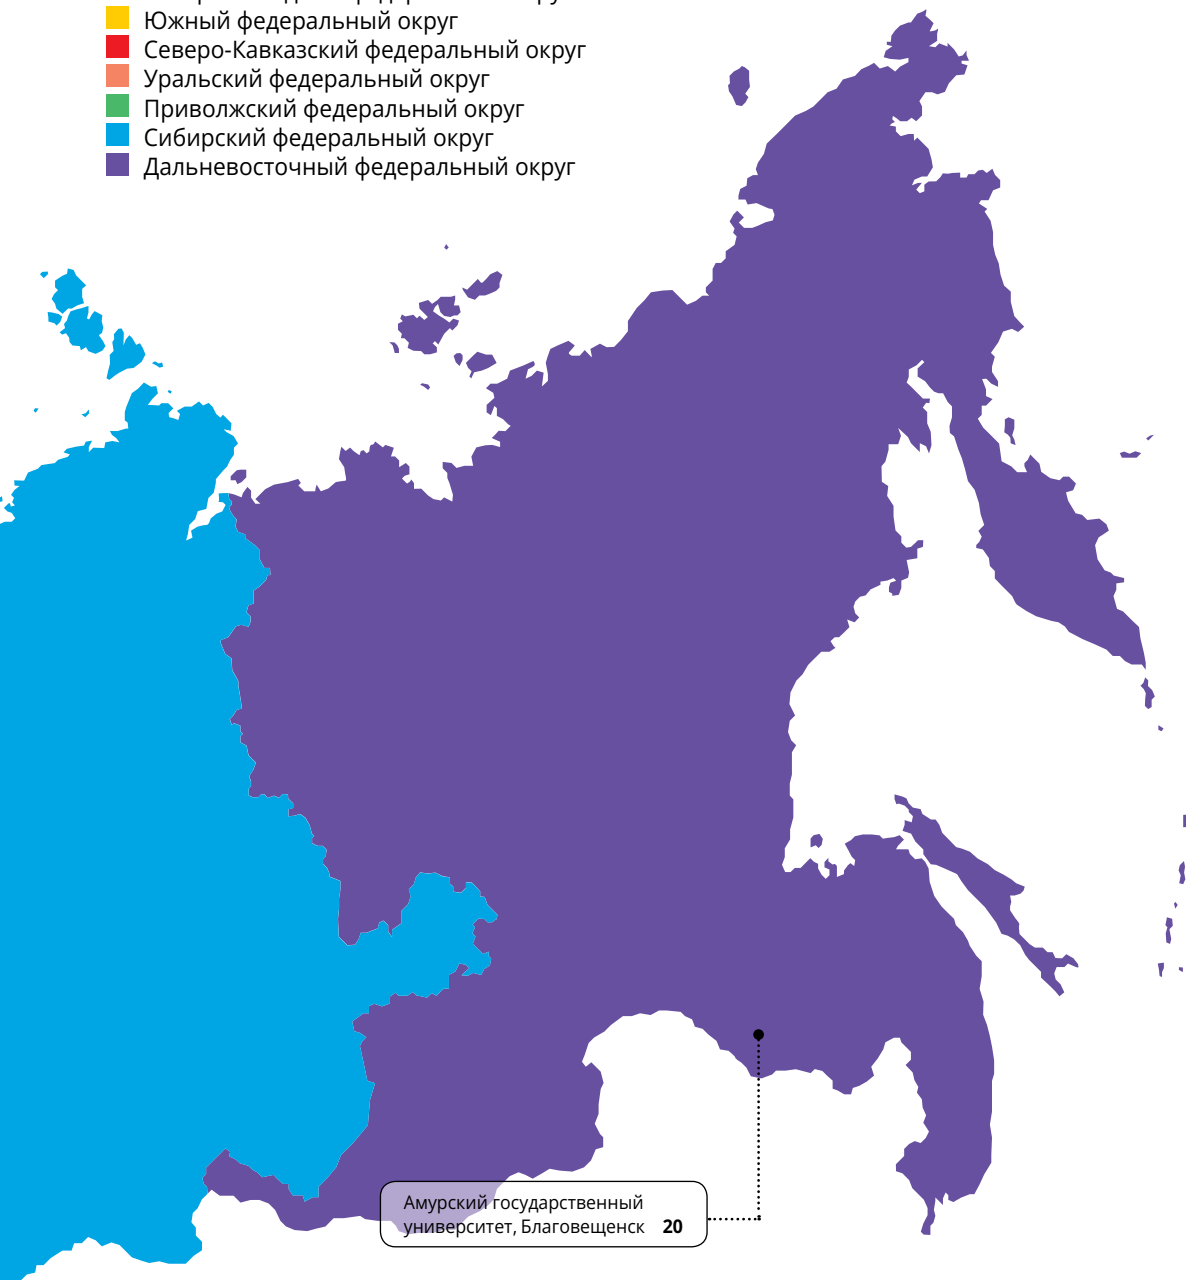 Южный федеральный округ
Северо-Кавказский федеральный округ
Уральский федеральный округ
Приволжский федеральный округ
Сибирский федеральный округ
Дальневосточный федеральный округ
Амурский государственный
университет, Благовещенск 20